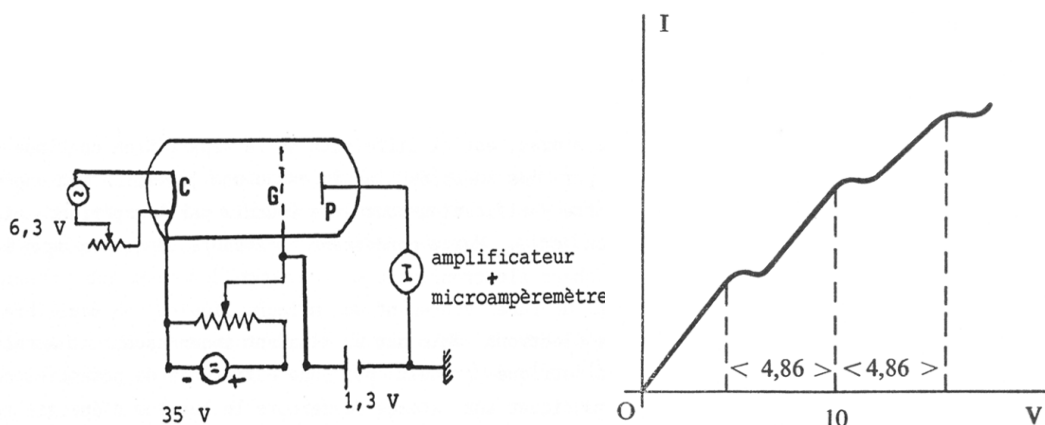 C
G
P
6,3 V
I
amplificateur
+
microampèremètre
- = +
35 V
1,3 V
I
< 4,86 > < 4,86 >
O
10
V